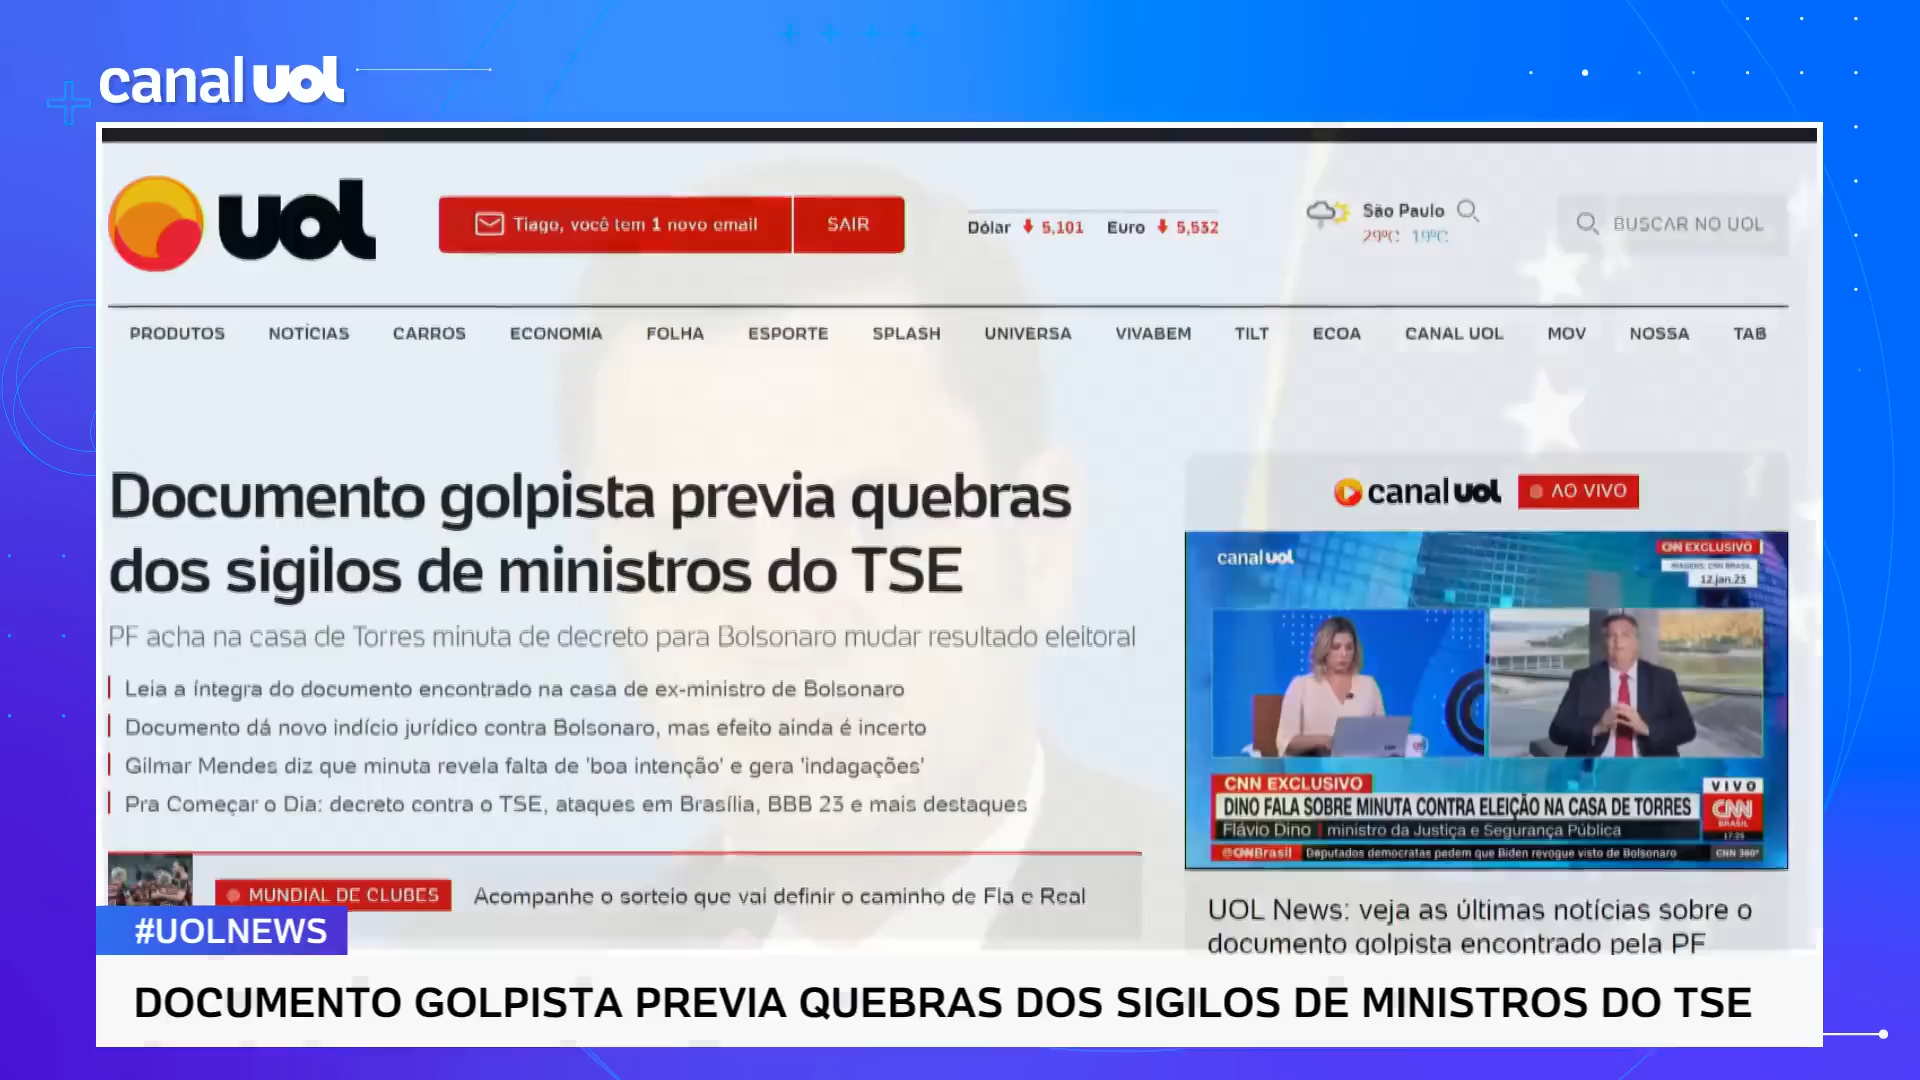 canal uol
uol
Tiago, você tem 1 novo email
SAIR
Dólar 5,101 Euro 5,532
São Paulo
29ºC 19ºC
BUSCAR NO UOL
PRODUTOS NOTÍCIAS CARROS ECONOMIA FOLHA ESPORTE SPLASH UNIVERSA VIVABEM TILT ECOA CANAL UOL MOV NOSSA TAB
Documento golpista previa quebras
dos sigilos de ministros do TSE
PF acha na casa de Torres minuta de decreto para Bolsonaro mudar resultado eleitoral
Leia a íntegra do documento encontrado na casa de ex-ministro de Bolsonaro
Documento dá novo indício jurídico contra Bolsonaro, mas efeito ainda é incerto
Gilmar Mendes diz que minuta revela falta de 'boa intenção' e gera 'indagações'
Pra Começar o Dia: decreto contra o TSE, ataques em Brasília, BBB 23 e mais destaques
MUNDIAL DE CLUBES Acompanhe o sorteio que vai definir o caminho de Fla e Real
canal uol AO VIVO
canal uol
CNN EXCLUSIVO
IMAGENS: CNN BRASIL
12.jan.23
CNN EXCLUSIVO
DINO FALA SOBRE MINUTA CONTRA ELEIÇÃO NA CASA DE TORRES
Flávio Dino | ministro da Justiça e Segurança Pública
@CNNBrasil Deputados democratas pedem que Biden revogue visto de Bolsonaro
VIVO
CNN
BRASIL
CNN 360º
UOL News: veja as últimas notícias sobre o
documento golpista encontrado pela PF
#UOLNEWS
DOCUMENTO GOLPISTA PREVIA QUEBRAS DOS SIGILOS DE MINISTROS DO TSE